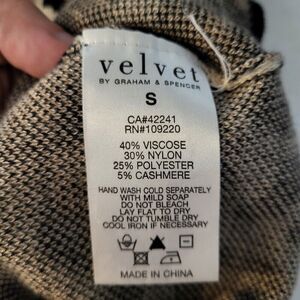 velvet
BY GRAHAM & SPENCER
S
CA#42241
RN#109220
40% VISCOSE
30% NYLON
25% POLYESTER
5% CASHMERE
HAND WASH COLD SEPARATELY
WITH MILD SOAP
DO NOT BLEACH
LAY FLAT TO DRY
DO NOT TUMBLE DRY
COOL IRON IF NECESSARY
MADE IN CHINA